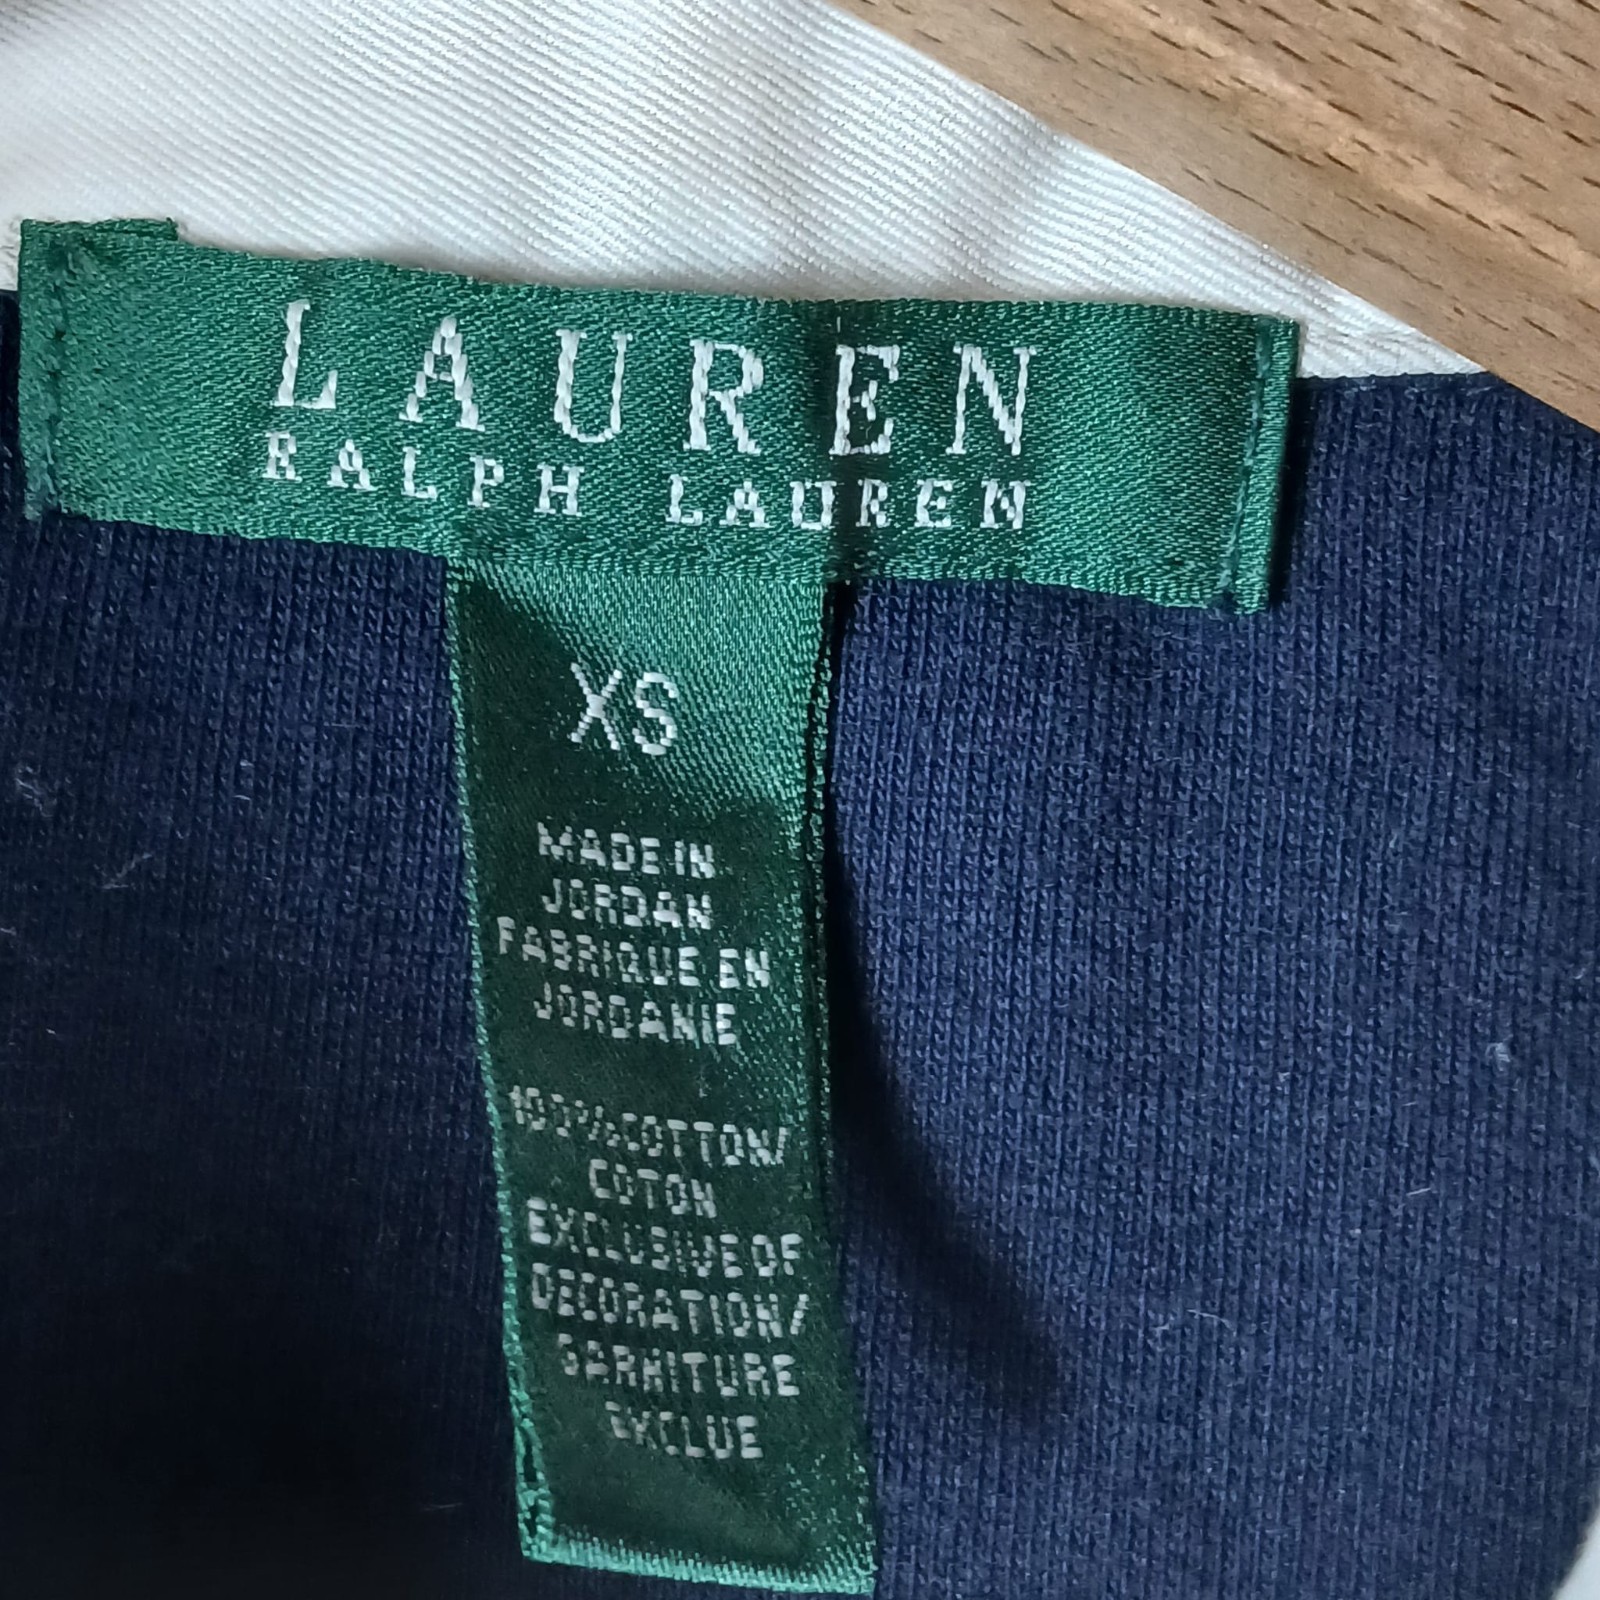 LAUREN
RALPH LAUREN
XS
MADE IN
JORDAN
FABRIQUE EN
JORDANIE
100% COTTON/
COTON
EXCLUSIVE OF
DECORATION/
GARNITURE
EXCLUE